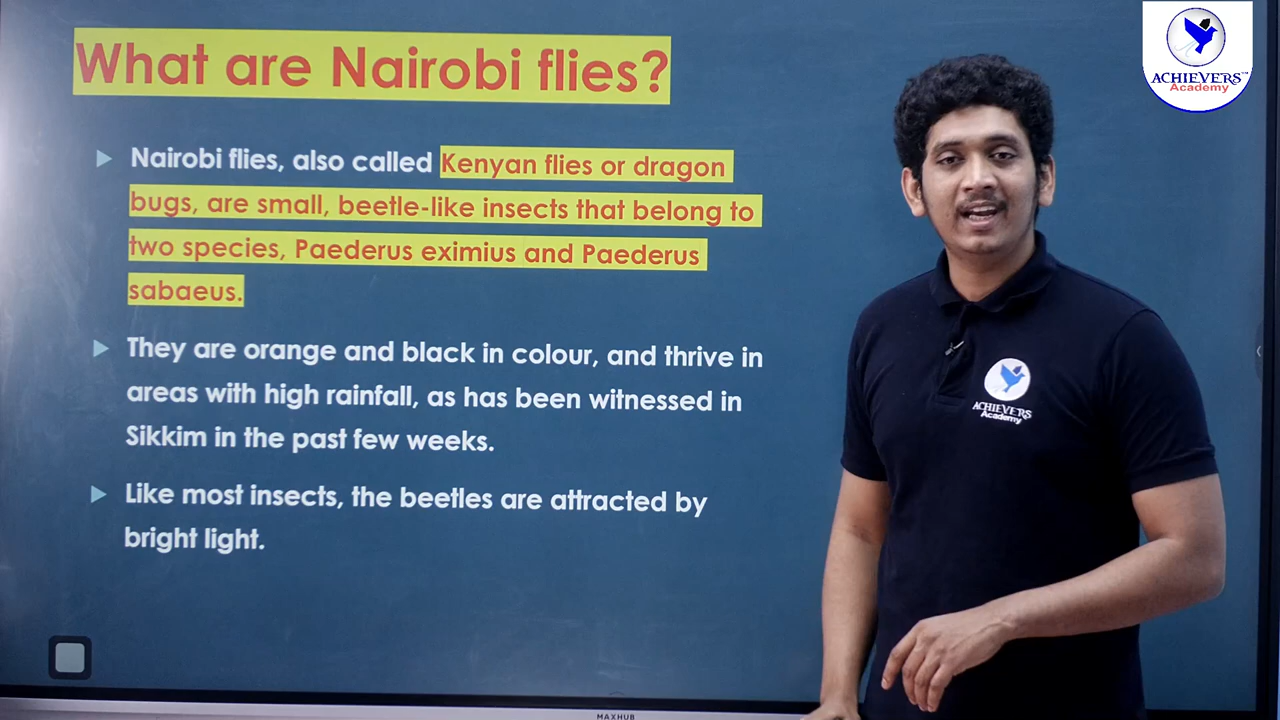 What are Nairobi flies?
Nairobi flies, also called Kenyan flies or dragon
bugs, are small, beetle-like insects that belong to
two species, Paederus eximius and Paederus
sabaeus.
They are orange and black in colour, and thrive in
areas with high rainfall, as has been witnessed in
Sikkim in the past few weeks.
Like most insects, the beetles are attracted by
bright light.
ACHIEVERS™
Academy
ACHIEVERS
Academy
MAXHUB